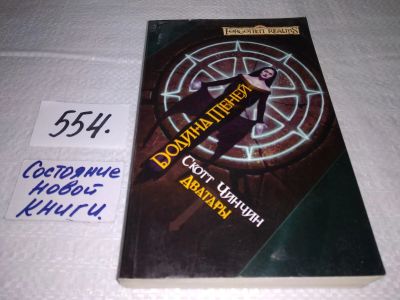 FORGOTTEN REALMS
554.
Состояние
новой
книги.
ДОЛИНА ТЕНЕЙ
СКОТТ ЧИНЧИН
АВАТАРЫ